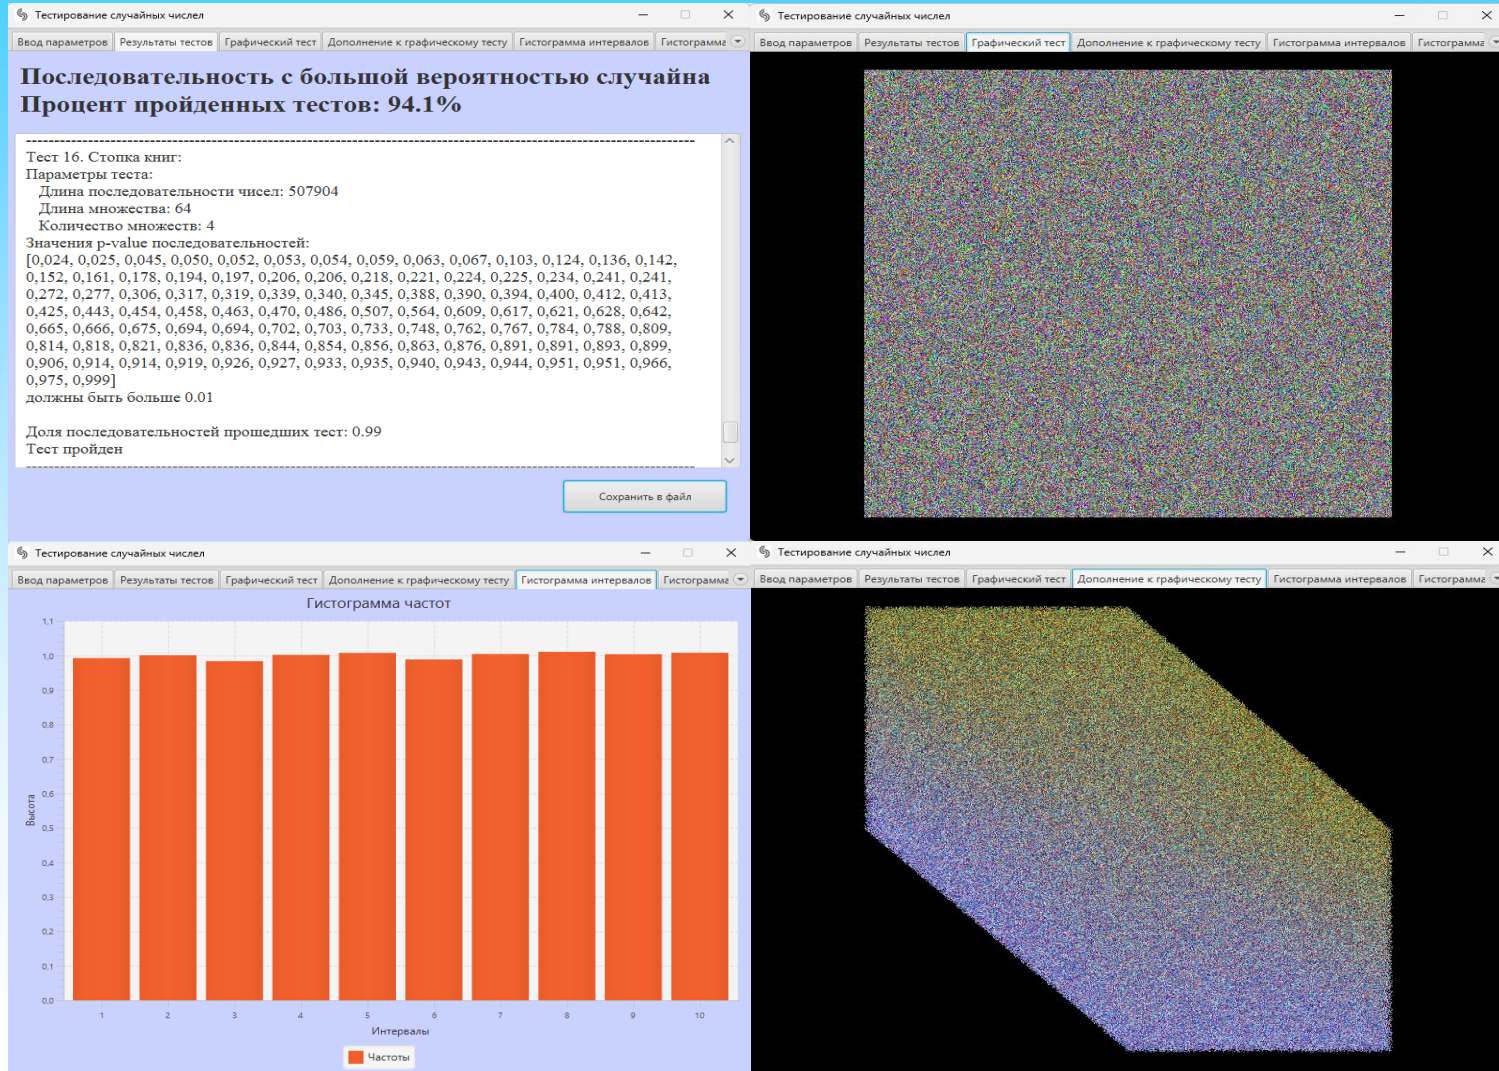 Тестирование случайных числел
Ввод параметров Результаты тестов Графический тест Дополнение к графическому тесту Гистограмма интервалов Гистограмма
Последовательность с большой вероятностью случайна
Процент пройденных тестов: 94.1%
Тест 16. Стопка книг:
Параметры теста:
Длина последовательности чисел: 507904
Длина множества: 64
Количество множеств: 4
Значения p-value последовательностей:
[0,024, 0,025, 0,045, 0,050, 0,052, 0,053, 0,054, 0,059, 0,063, 0,067, 0,103, 0,124, 0,136, 0,142,
0,152, 0,161, 0,178, 0,194, 0,197, 0,206, 0,206, 0,218, 0,221, 0,224, 0,225, 0,234, 0,241, 0,241,
0,272, 0,277, 0,306, 0,317, 0,319, 0,339, 0,340, 0,345, 0,388, 0,390, 0,394, 0,400, 0,412, 0,413,
0,425, 0,443, 0,454, 0,458, 0,463, 0,470, 0,486, 0,507, 0,564, 0,609, 0,617, 0,621, 0,628, 0,642,
0,665, 0,666, 0,675, 0,694, 0,694, 0,702, 0,703, 0,733, 0,748, 0,762, 0,767, 0,784, 0,788, 0,809,
0,814, 0,818, 0,821, 0,836, 0,836, 0,844, 0,854, 0,856, 0,863, 0,876, 0,891, 0,891, 0,893, 0,899,
0,906, 0,914, 0,914, 0,919, 0,926, 0,927, 0,933, 0,935, 0,940, 0,943, 0,944, 0,951, 0,951, 0,966,
0,975, 0,999]
должны быть больше 0.01
Доля последовательностей прошедших тест: 0.99
Тест пройден
Сохранить в файл
Тестирование случайных числел
Ввод параметров Результаты тестов Графический тест Дополнение к графическому тесту Гистограмма интервалов Гистограмма
Тестирование случайных числел
Ввод параметров Результаты тестов Графический тест Дополнение к графическому тесту Гистограмма интервалов Гистограмма
Гистограмма частот
1,1
1,0
0,9
0,8
0,7
0,6
0,5
0,4
0,3
0,2
0,1
0,0
Высота
1 2 3 4 5 6 7 8 9 10
Интервалы
Частоты
Тестирование случайных числел
Ввод параметров Результаты тестов Графический тест Дополнение к графическому тесту Гистограмма интервалов Гистограмма